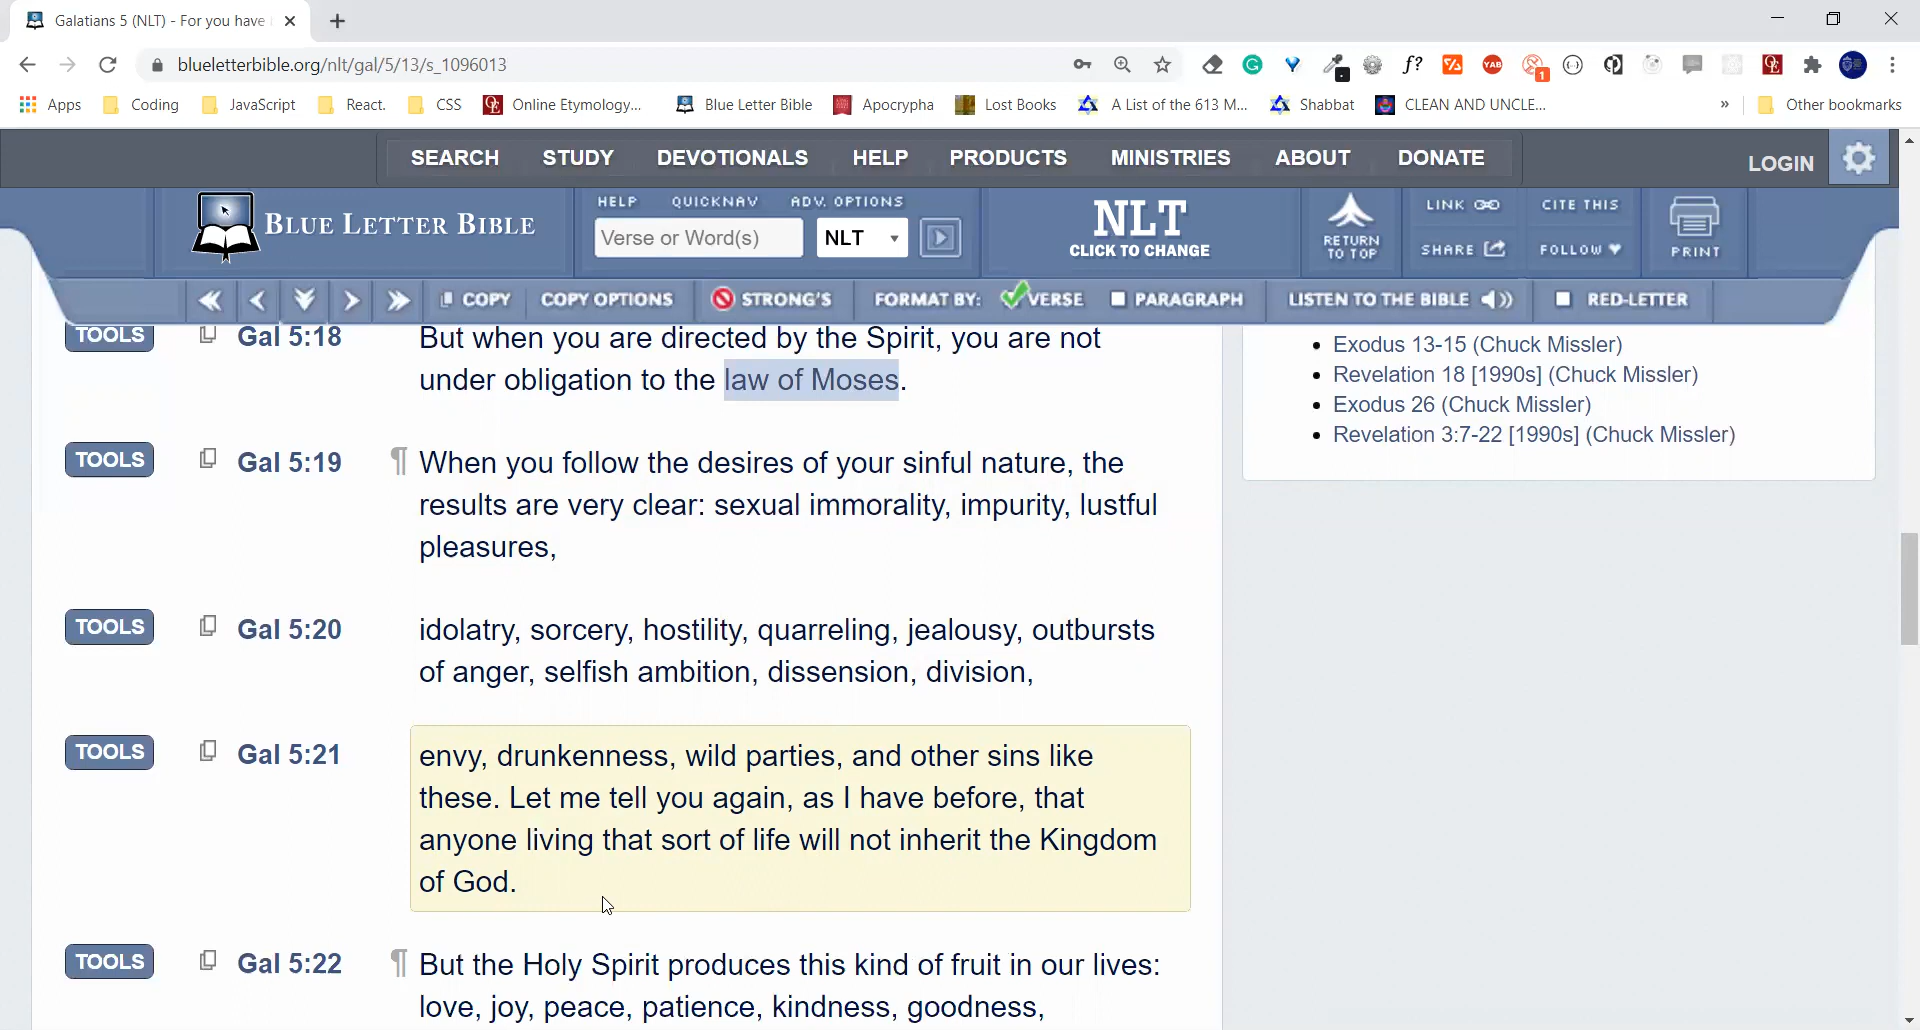 Galatians 5 (NLT) - For you have
blueletterbible.org/nlt/gal/5/13/s_1096013
f?
YAB
1
OE
Apps
Coding
JavaScript
React.
CSS
OE
Online Etymology...
Blue Letter Bible
Apocrypha
Lost Books
A List of the 613 M...
Shabbat
CLEAN AND UNCLE...
»
Other bookmarks
SEARCH
STUDY
DEVOTIONALS
HELP
PRODUCTS
MINISTRIES
ABOUT
DONATE
LOGIN
BLUE LETTER BIBLE
HELP
QUICKNAV
ADV. OPTIONS
Verse or Word(s)
NLT
NLT
CLICK TO CHANGE
RETURN
TO TOP
LINK
CITE THIS
SHARE
FOLLOW
PRINT
COPY
COPY OPTIONS
STRONG'S
FORMAT BY:
VERSE
PARAGRAPH
LISTEN TO THE BIBLE
RED-LETTER
TOOLS
Gal 5:18
But when you are directed by the Spirit, you are not
under obligation to the law of Moses.
TOOLS
Gal 5:19
¶ When you follow the desires of your sinful nature, the
results are very clear: sexual immorality, impurity, lustful
pleasures,
TOOLS
Gal 5:20
idolatry, sorcery, hostility, quarreling, jealousy, outbursts
of anger, selfish ambition, dissension, division,
TOOLS
Gal 5:21
envy, drunkenness, wild parties, and other sins like
these. Let me tell you again, as I have before, that
anyone living that sort of life will not inherit the Kingdom
of God.
TOOLS
Gal 5:22
¶ But the Holy Spirit produces this kind of fruit in our lives:
love, joy, peace, patience, kindness, goodness,
Exodus 13-15 (Chuck Missler)
Revelation 18 [1990s] (Chuck Missler)
Exodus 26 (Chuck Missler)
Revelation 3:7-22 [1990s] (Chuck Missler)